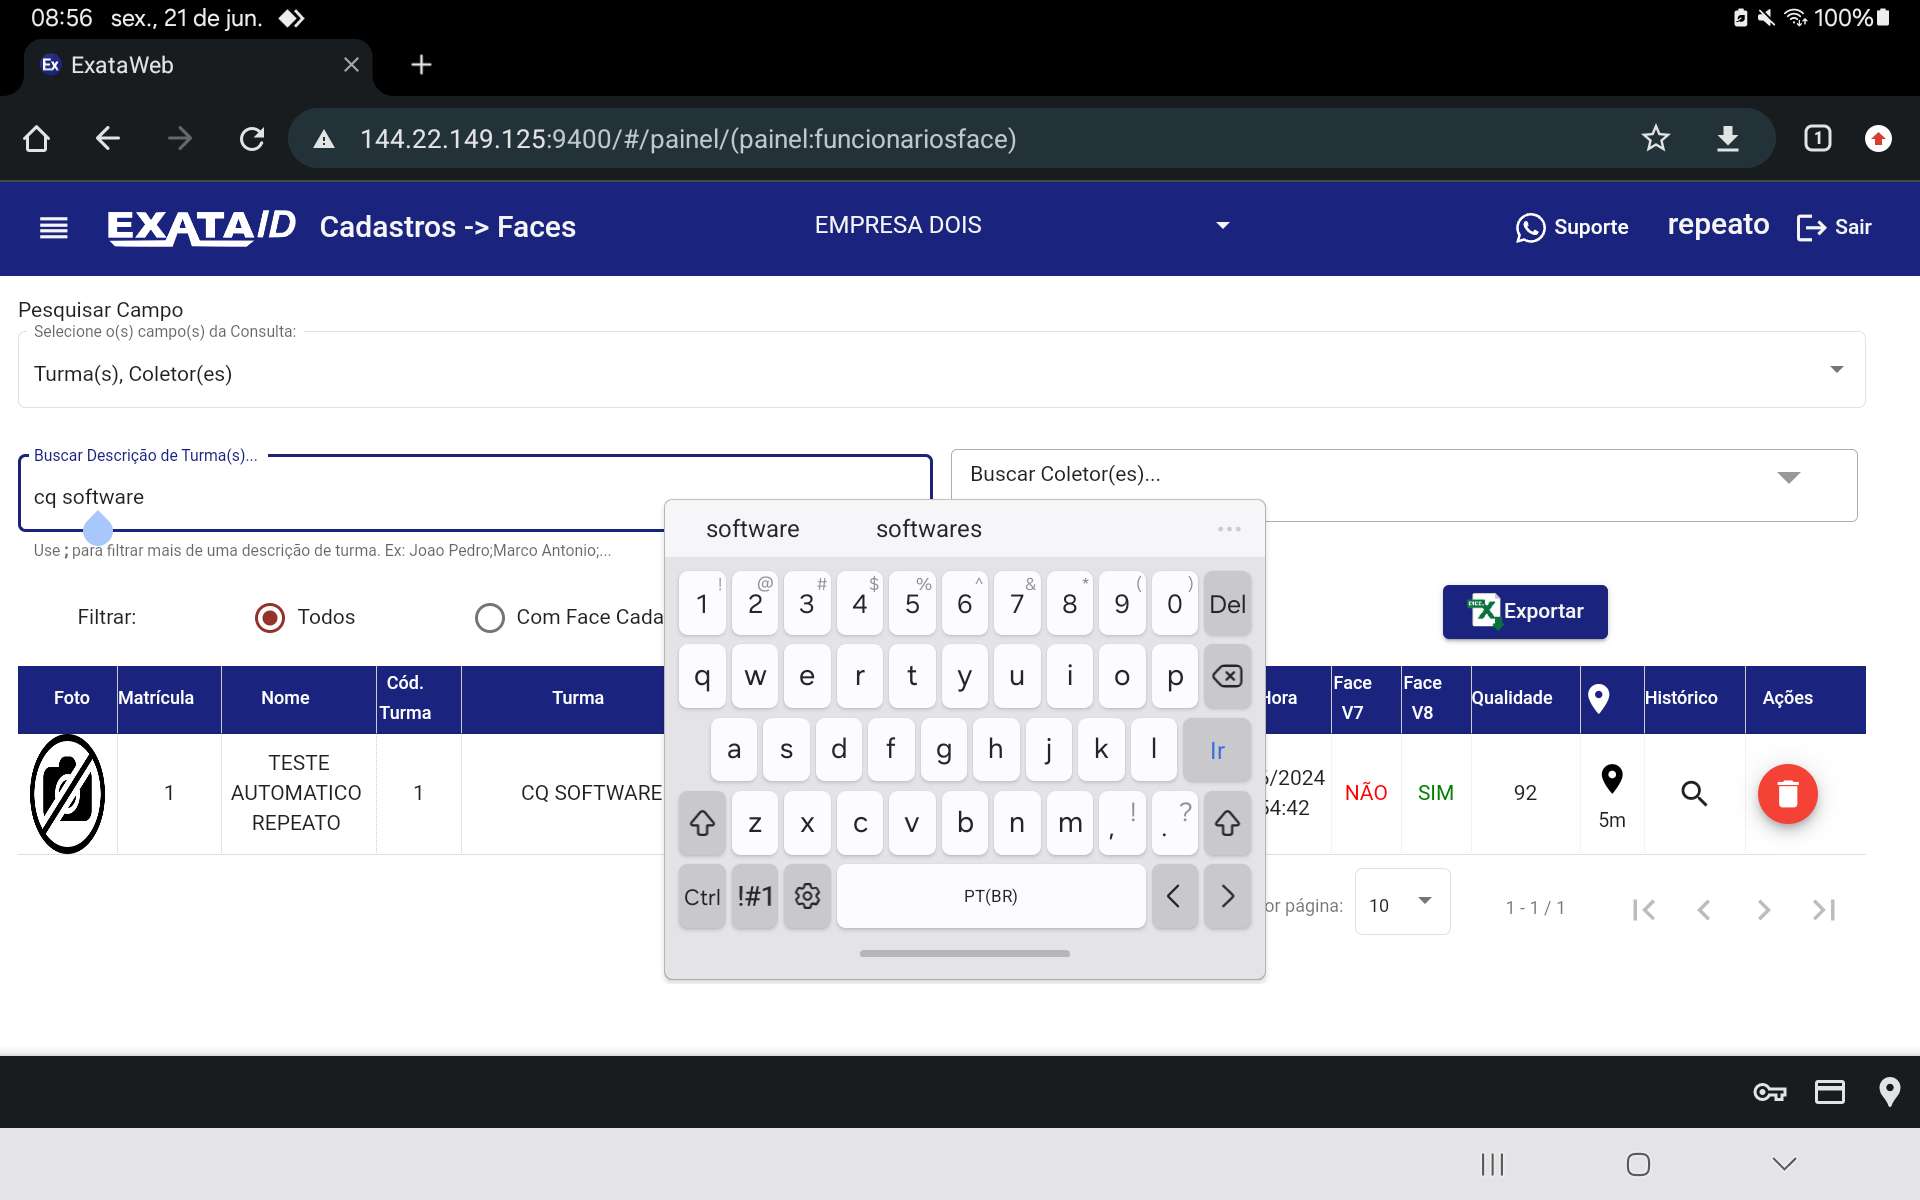 08:56 sex., 21 de jun. 100%
Ex ExataWeb
144.22.149.125:9400/#/painel/(painel:funcionariosface) 1
EXATA/ID Cadastros -> Faces EMPRESA DOIS Suporte repeato Sair
Pesquisar Campo
Selecione o(s) campo(s) da Consulta:
Turma(s), Coletor(es)
Buscar Descrição de Turma(s)...
cq software
Buscar Coletor(es)...
Use ; para filtrar mais de uma descrição de turma. Ex: Joao Pedro;Marco Antonio;...
Filtrar: Todos Com Face Cada
Exportar
Foto Matrícula Nome Cód. Turma Turma Hora Face V7 Face V8 Qualidade Histórico Ações
1 TESTE AUTOMATICO REPEATO 1 CQ SOFTWARE 6/2024 54:42 NÃO SIM 92 5m
or página: 10 1 - 1 / 1
software softwares ...
! @ # $ % ^ & * ( )
1 2 3 4 5 6 7 8 9 0 Del
q w e r t y u i o p
a s d f g h j k l Ir
z x c v b n m , ! . ?
Ctrl !#1 PT(BR) < >